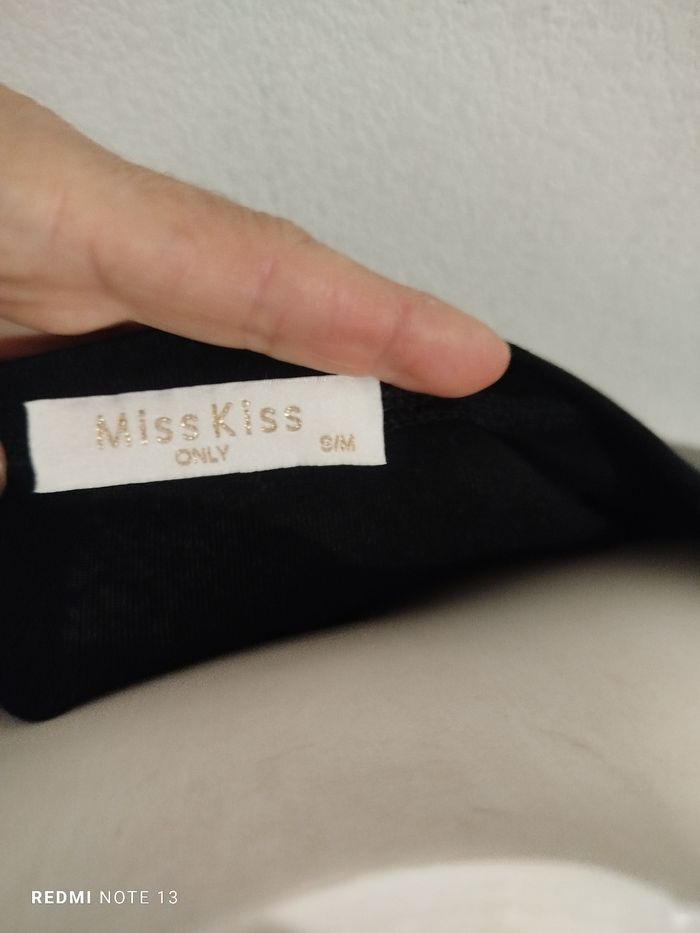 Miss Kiss
ONLY
S/M
REDMI NOTE 13